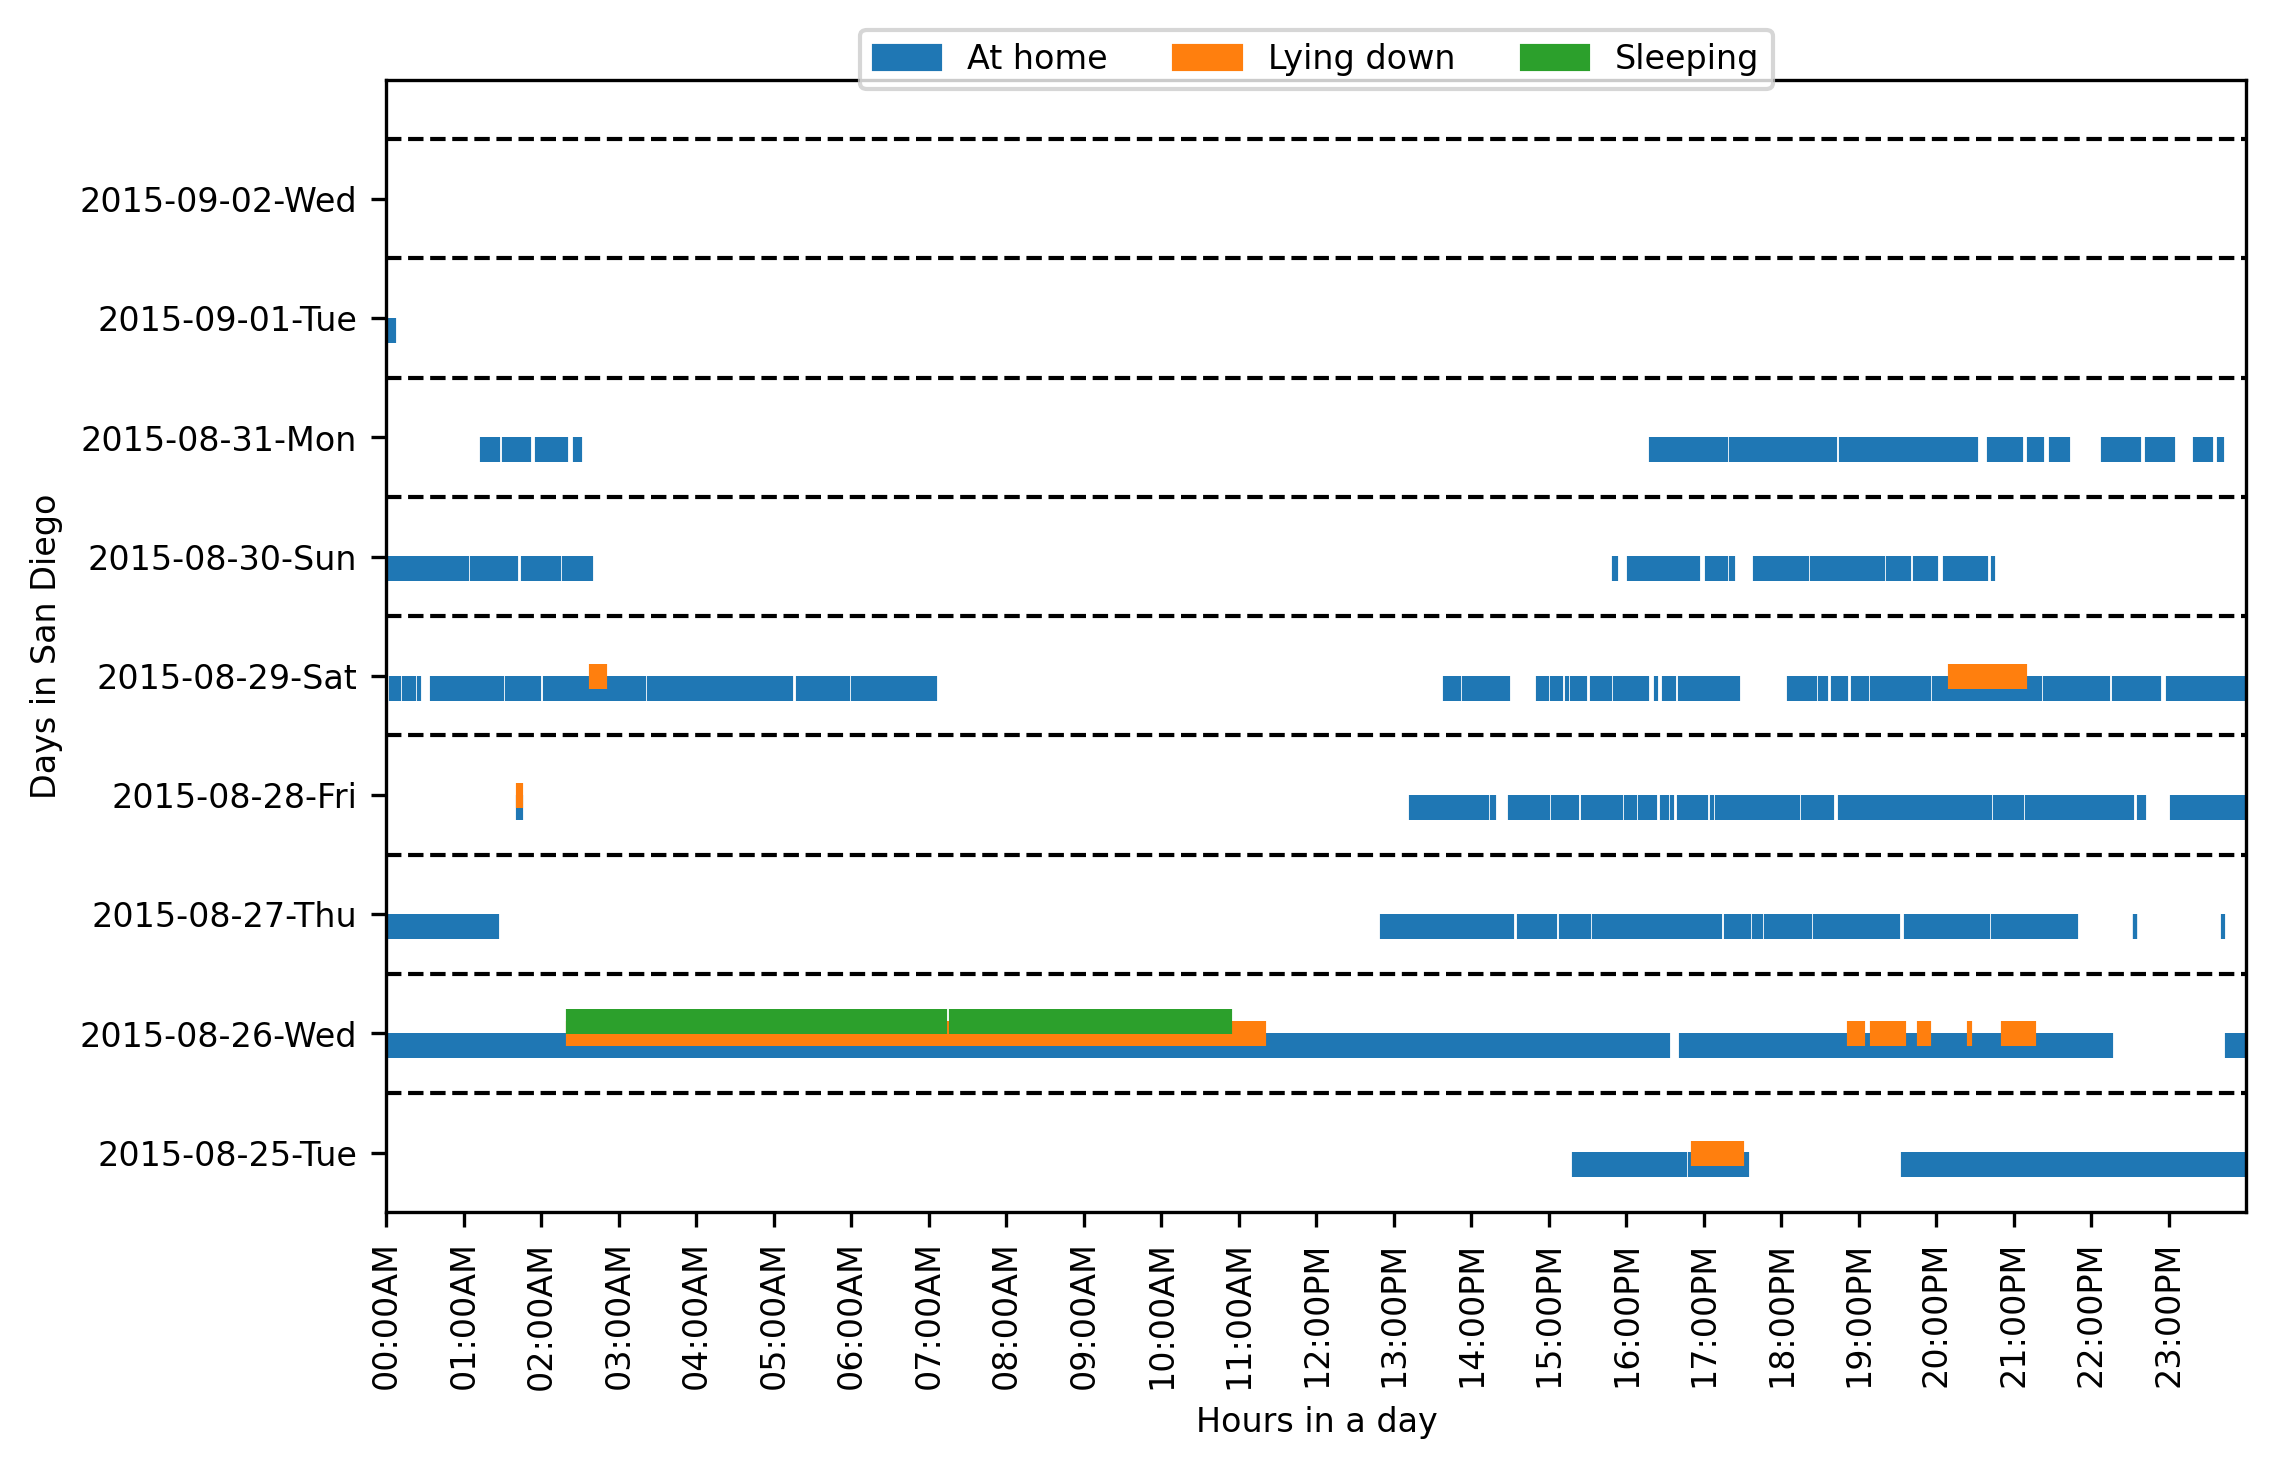 At home Lying down Sleeping
Days in San Diego
2015-09-02-Wed
2015-09-01-Tue
2015-08-31-Mon
2015-08-30-Sun
2015-08-29-Sat
2015-08-28-Fri
2015-08-27-Thu
2015-08-26-Wed
2015-08-25-Tue
00:00AM
01:00AM
02:00AM
03:00AM
04:00AM
05:00AM
06:00AM
07:00AM
08:00AM
09:00AM
10:00AM
11:00AM
12:00PM
13:00PM
14:00PM
15:00PM
16:00PM
17:00PM
18:00PM
19:00PM
20:00PM
21:00PM
22:00PM
23:00PM
Hours in a day